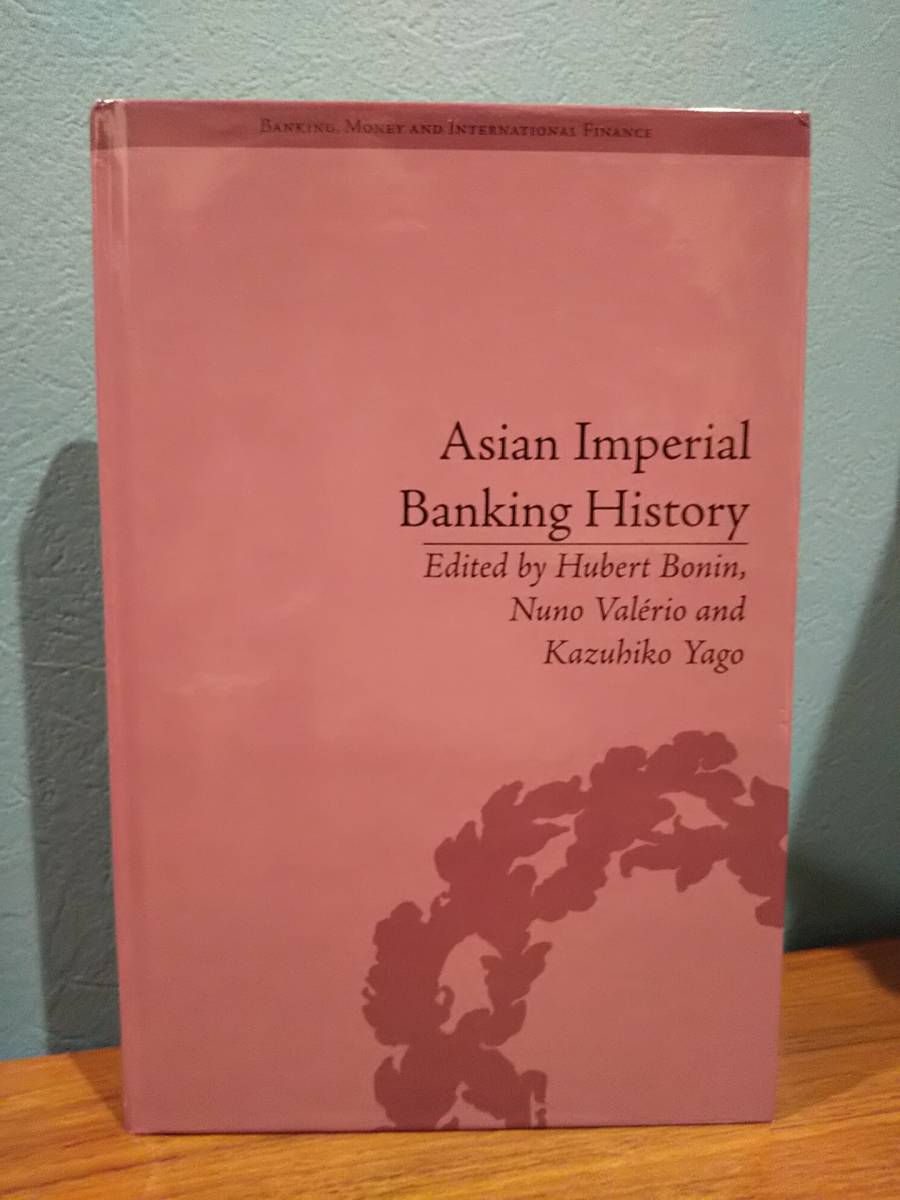 Banking, Money and International Finance
Asian Imperial
Banking History
Edited by Hubert Bonin,
Nuno Valério and
Kazuhiko Yago